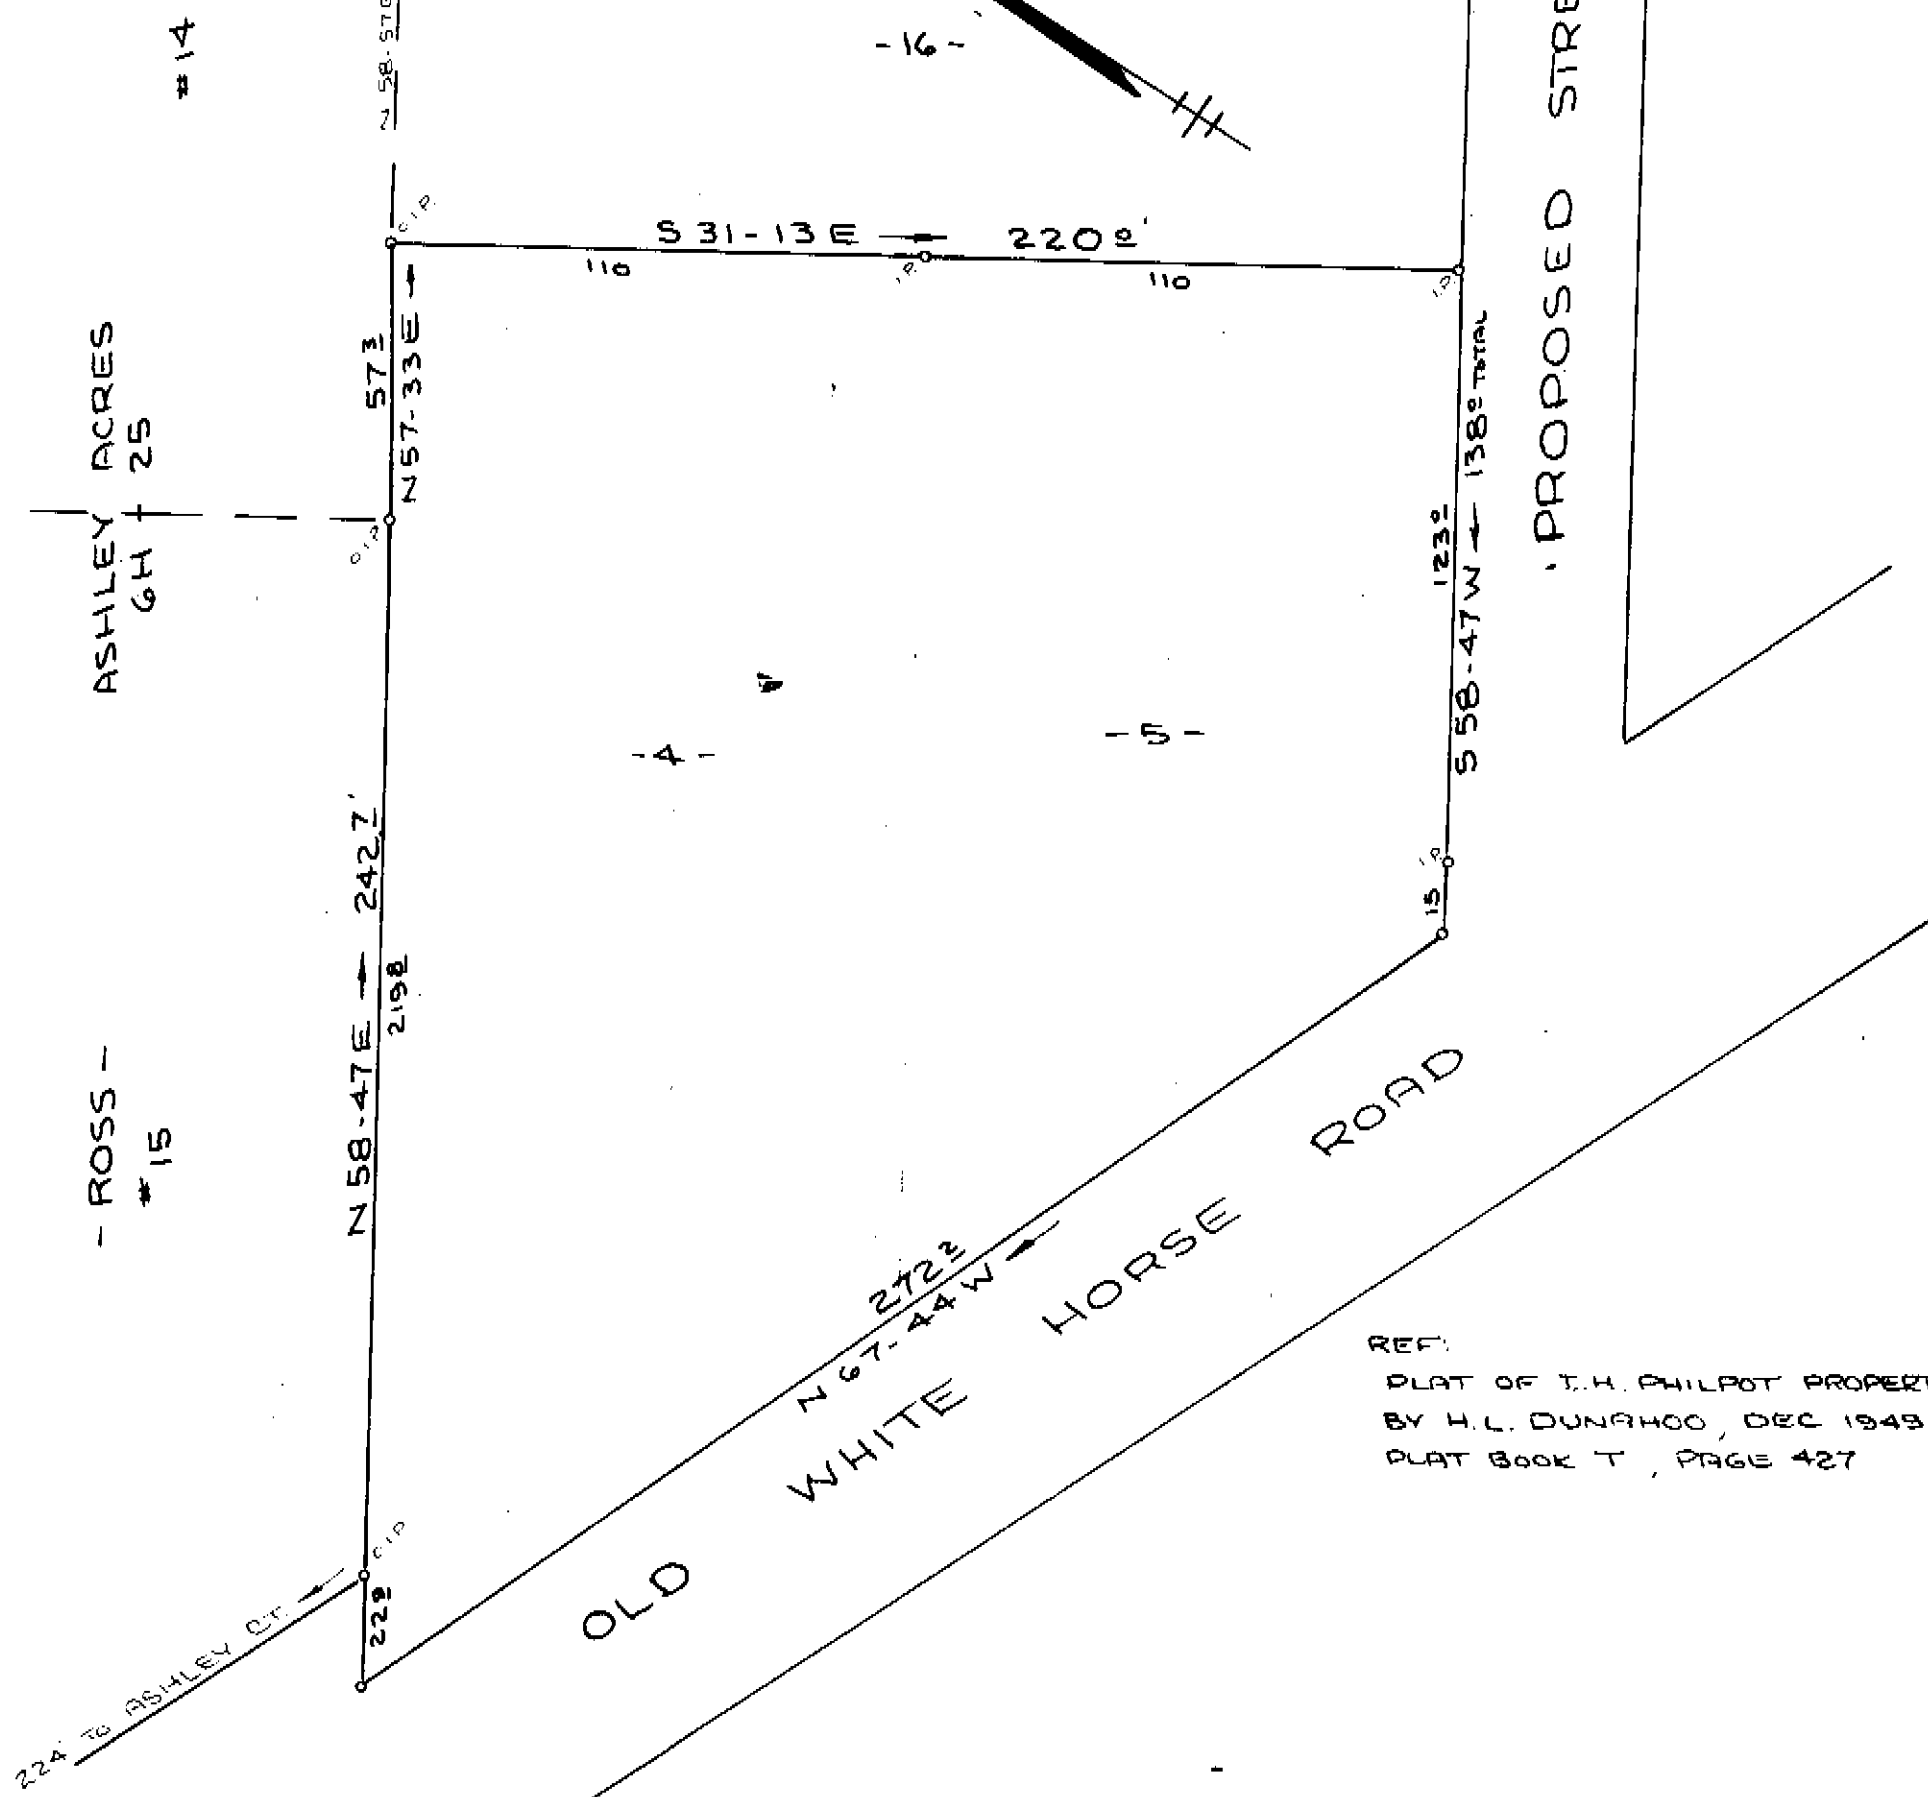 #14
N 58-57
-16-
PROPOSED STRE
O.I.P.
S 31-13 E 220 0'
110
I.P.
110
I.P.
ASHLEY ACRES
GH + 25
57 3
N 57-33 E
O.I.P.
138 0 TOTAL
123 0
S 58-47 W
-4-
-5-
I.P.
15
- ROSS -
#15
N 58-47 E 242.7'
219 8
272 2
N 67-44 W
OLD WHITE HORSE ROAD
O.I.P.
22 9
224' TO ASHLEY CT.
REF:
PLAT OF T.H. PHILPOT PROPERT
BY H.L. DUNAHOO, DEC 1949
PLAT BOOK T, PAGE 427